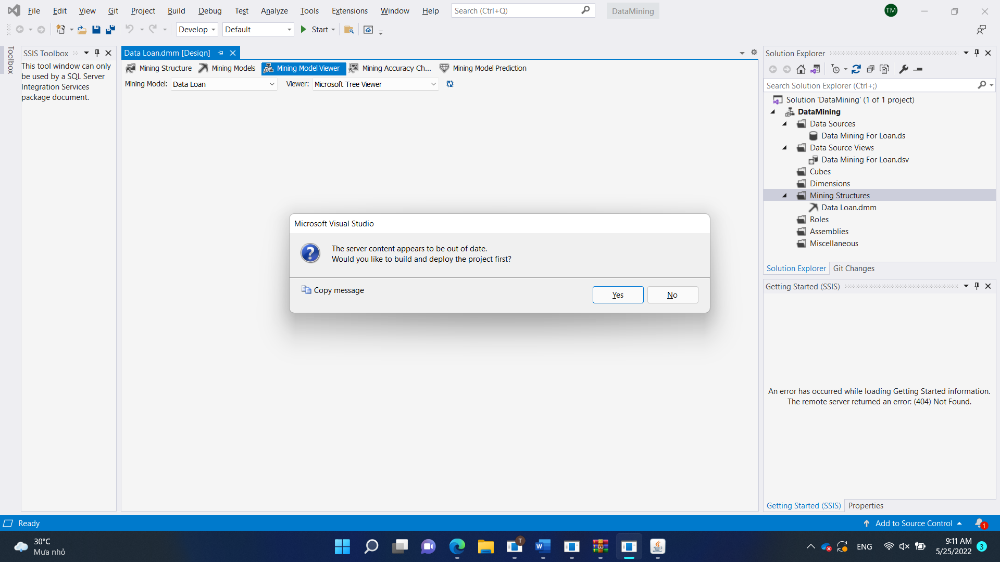 File Edit View Git Project Build Debug Test Analyze Tools Extensions Window Help Search (Ctrl+Q) DataMining TM
Develop Default Start
Toolbox
SSIS Toolbox
This tool window can only
be used by a SQL Server
Integration Services
package document.
Data Loan.dmm [Design]
Mining Structure Mining Models Mining Model Viewer Mining Accuracy Ch... Mining Model Prediction
Mining Model: Data Loan Viewer: Microsoft Tree Viewer
Microsoft Visual Studio
The server content appears to be out of date.
Would you like to build and deploy the project first?
Copy message
Yes No
Solution Explorer
Search Solution Explorer (Ctrl+;)
Solution 'DataMining' (1 of 1 project)
DataMining
Data Sources
Data Mining For Loan.ds
Data Source Views
Data Mining For Loan.dsv
Cubes
Dimensions
Mining Structures
Data Loan.dmm
Roles
Assemblies
Miscellaneous
Solution Explorer Git Changes
Getting Started (SSIS)
An error has occurred while loading Getting Started information.
The remote server returned an error: (404) Not Found.
Getting Started (SSIS) Properties
Ready
Add to Source Control 1
30°C
Mưa nhỏ
T
W
ENG
9:11 AM
5/25/2022
3